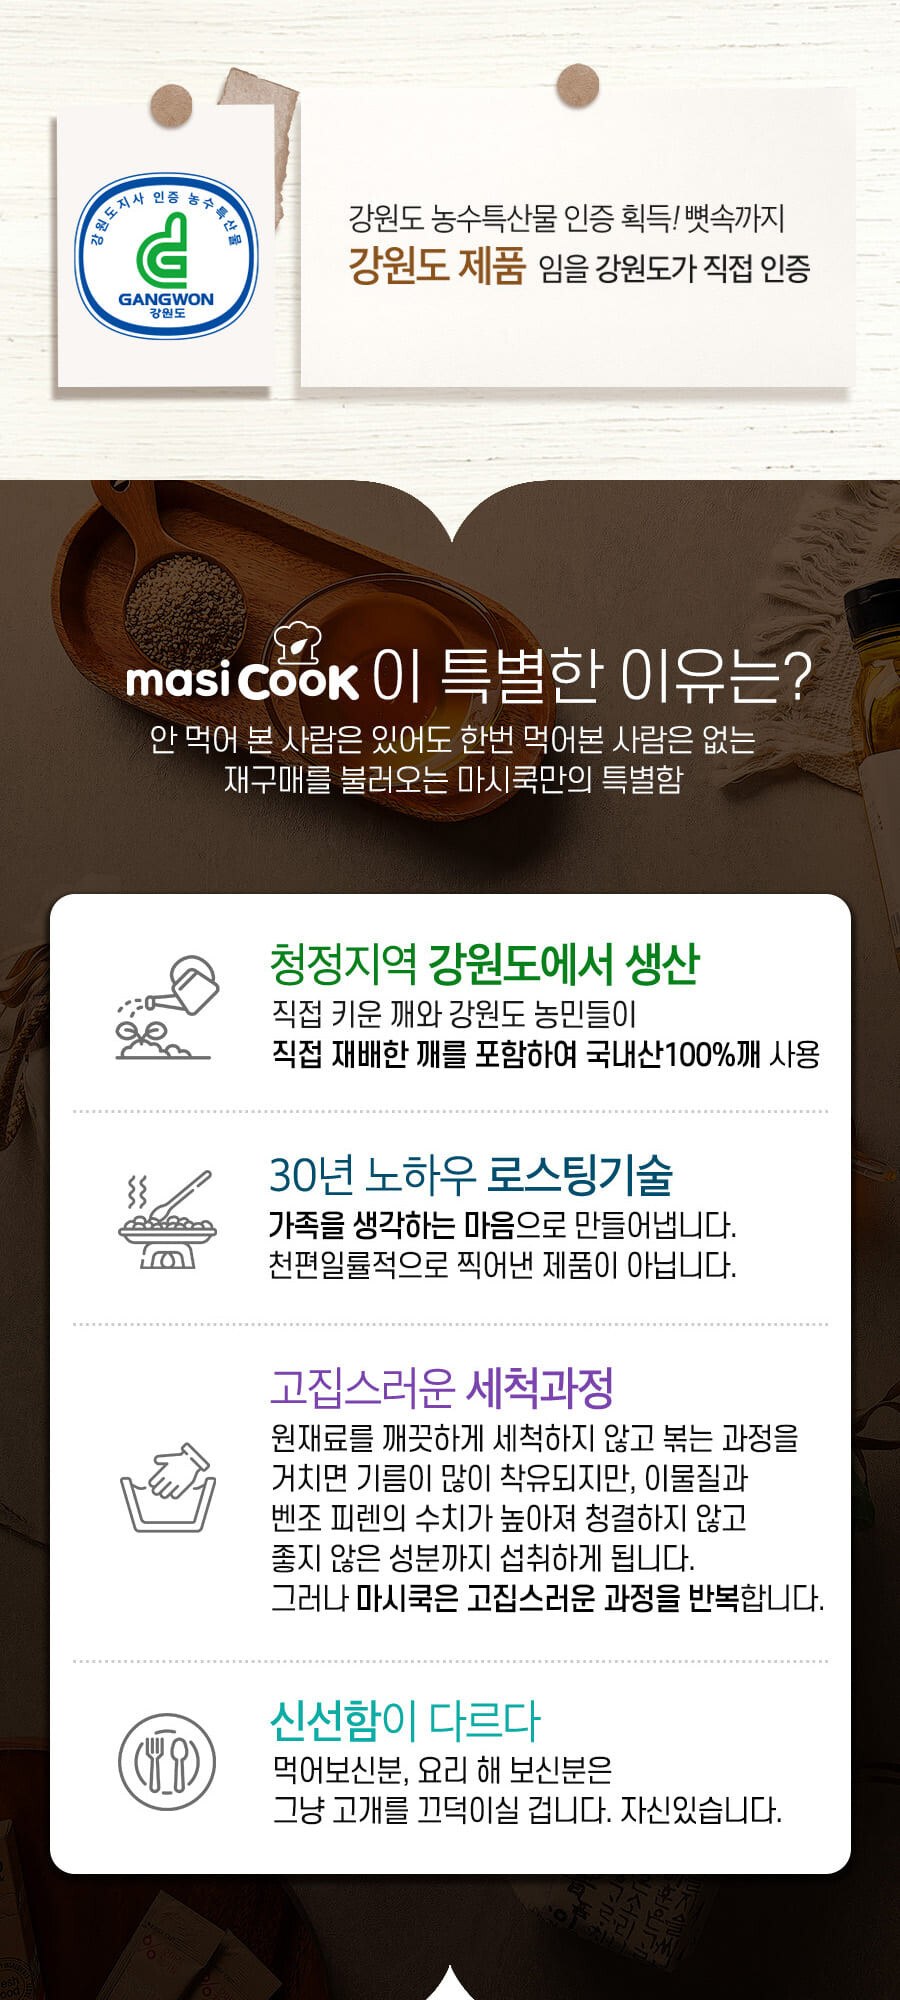 강원도지사 인증 농수특산물
GANGWON
강원도
강원도 농수특산물 인증 획득! 뼛속까지
강원도 제품 임을 강원도가 직접 인증
masi Cook 이 특별한 이유는?
안 먹어 본 사람은 있어도 한번 먹어본 사람은 없는
재구매를 불러오는 마시쿡만의 특별함
청정지역 강원도에서 생산
직접 키운 깨와 강원도 농민들이
직접 재배한 깨를 포함하여 국내산100%깨 사용
30년 노하우 로스팅기술
가족을 생각하는 마음으로 만들어냅니다.
천편일률적으로 찍어낸 제품이 아닙니다.
고집스러운 세척과정
원재료를 깨끗하게 세척하지 않고 볶는 과정을
거치면 기름이 많이 착유되지만, 이물질과
벤조 피렌의 수치가 높아져 청결하지 않고
좋지 않은 성분까지 섭취하게 됩니다.
그러나 마시쿡은 고집스러운 과정을 반복합니다.
신선함이 다르다
먹어보신분, 요리 해 보신분은
그냥 고개를 끄덕이실 겁니다. 자신있습니다.